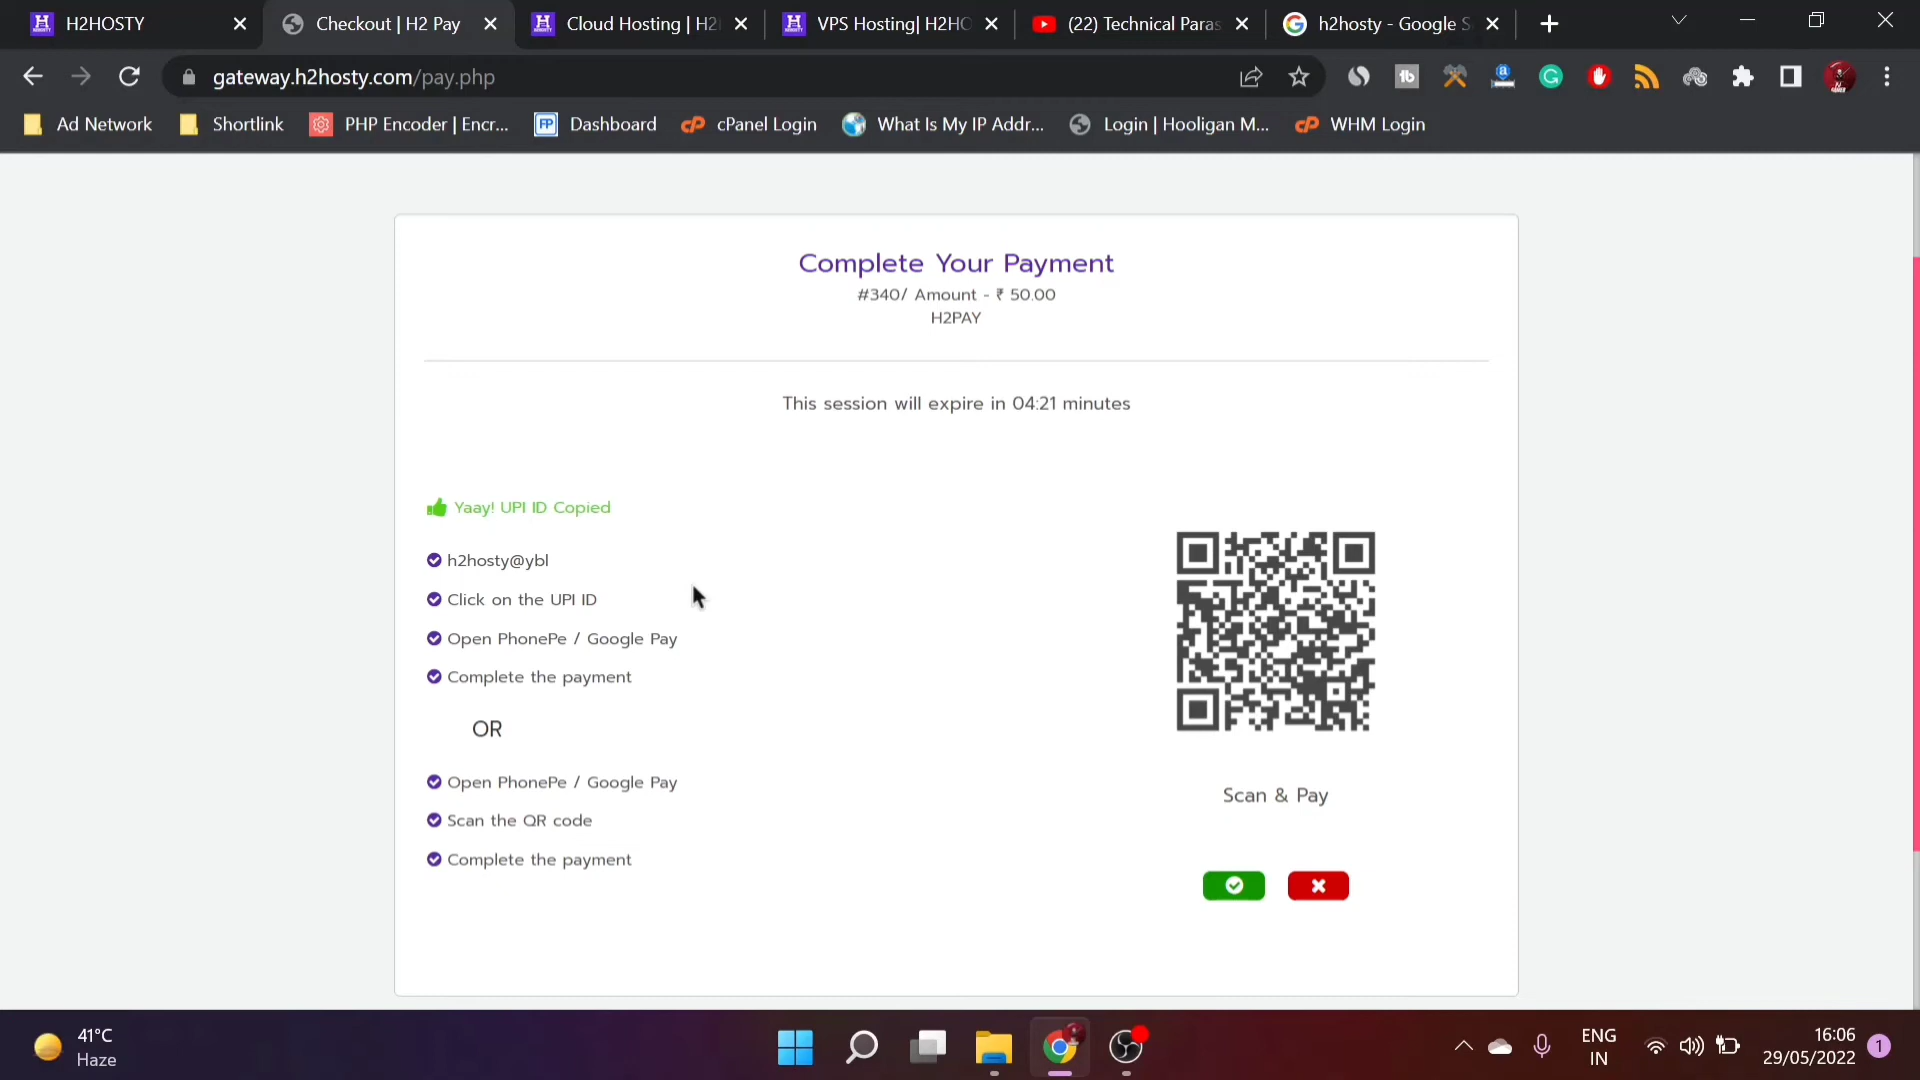 H2HOSTY
Checkout | H2 Pay
Cloud Hosting | H2
VPS Hosting| H2HO
(22) Technical Paras
h2hosty - Google S
gateway.h2hosty.com/pay.php
Ad Network
Shortlink
PHP Encoder | Encr...
FP
Dashboard
cPanel Login
What Is My IP Addr...
Login | Hooligan M...
WHM Login
Complete Your Payment
#340/ Amount - ₹ 50.00
H2PAY
This session will expire in 04:21 minutes
Yaay! UPI ID Copied
h2hosty@ybl
Click on the UPI ID
Open PhonePe / Google Pay
Complete the payment
OR
Open PhonePe / Google Pay
Scan the QR code
Complete the payment
Scan & Pay
41°C
Haze
ENG
IN
16:06
29/05/2022
1